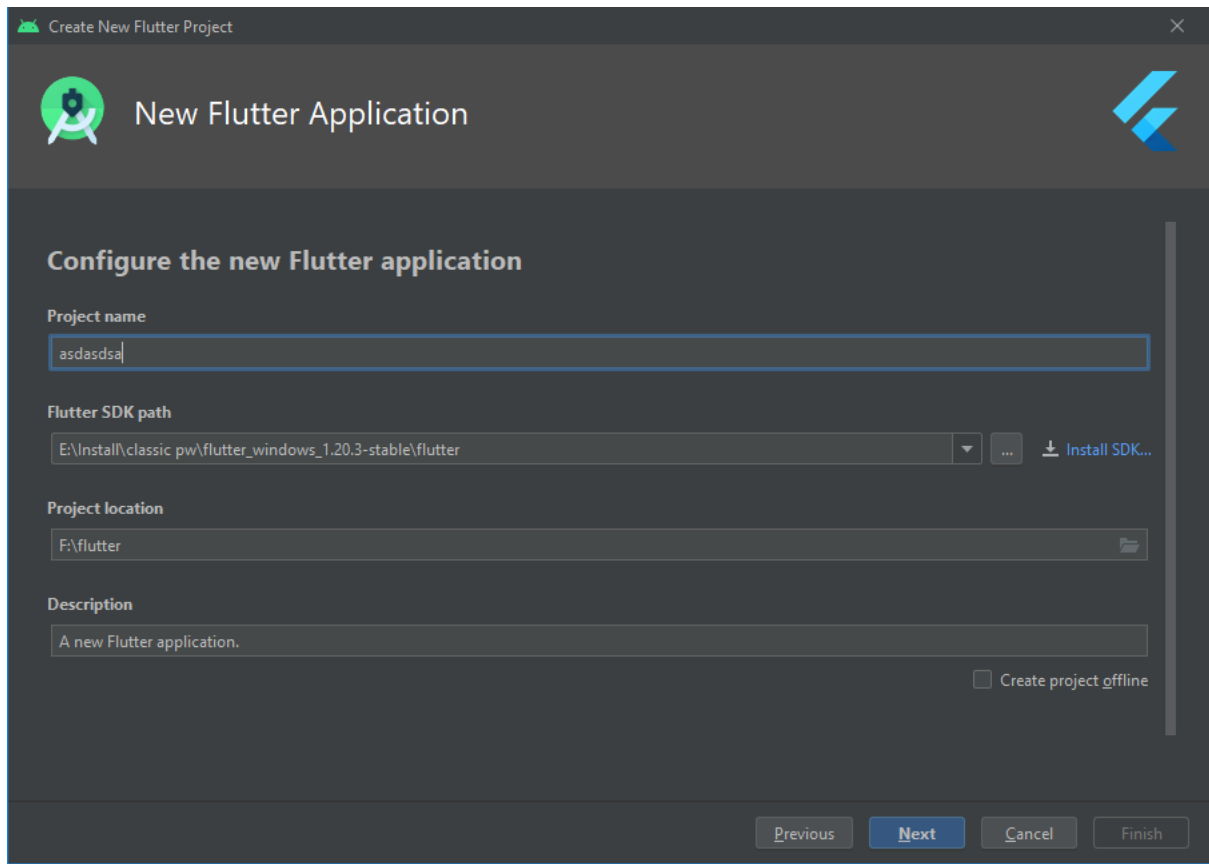 Create New Flutter Project
New Flutter Application
Configure the new Flutter application
Project name
asdasdsa
Flutter SDK path
E:\Install\classic pw\flutter_windows_1.20.3-stable\flutter
... Install SDK...
Project location
F:\flutter
Description
A new Flutter application.
Create project offline
Previous Next Cancel Finish